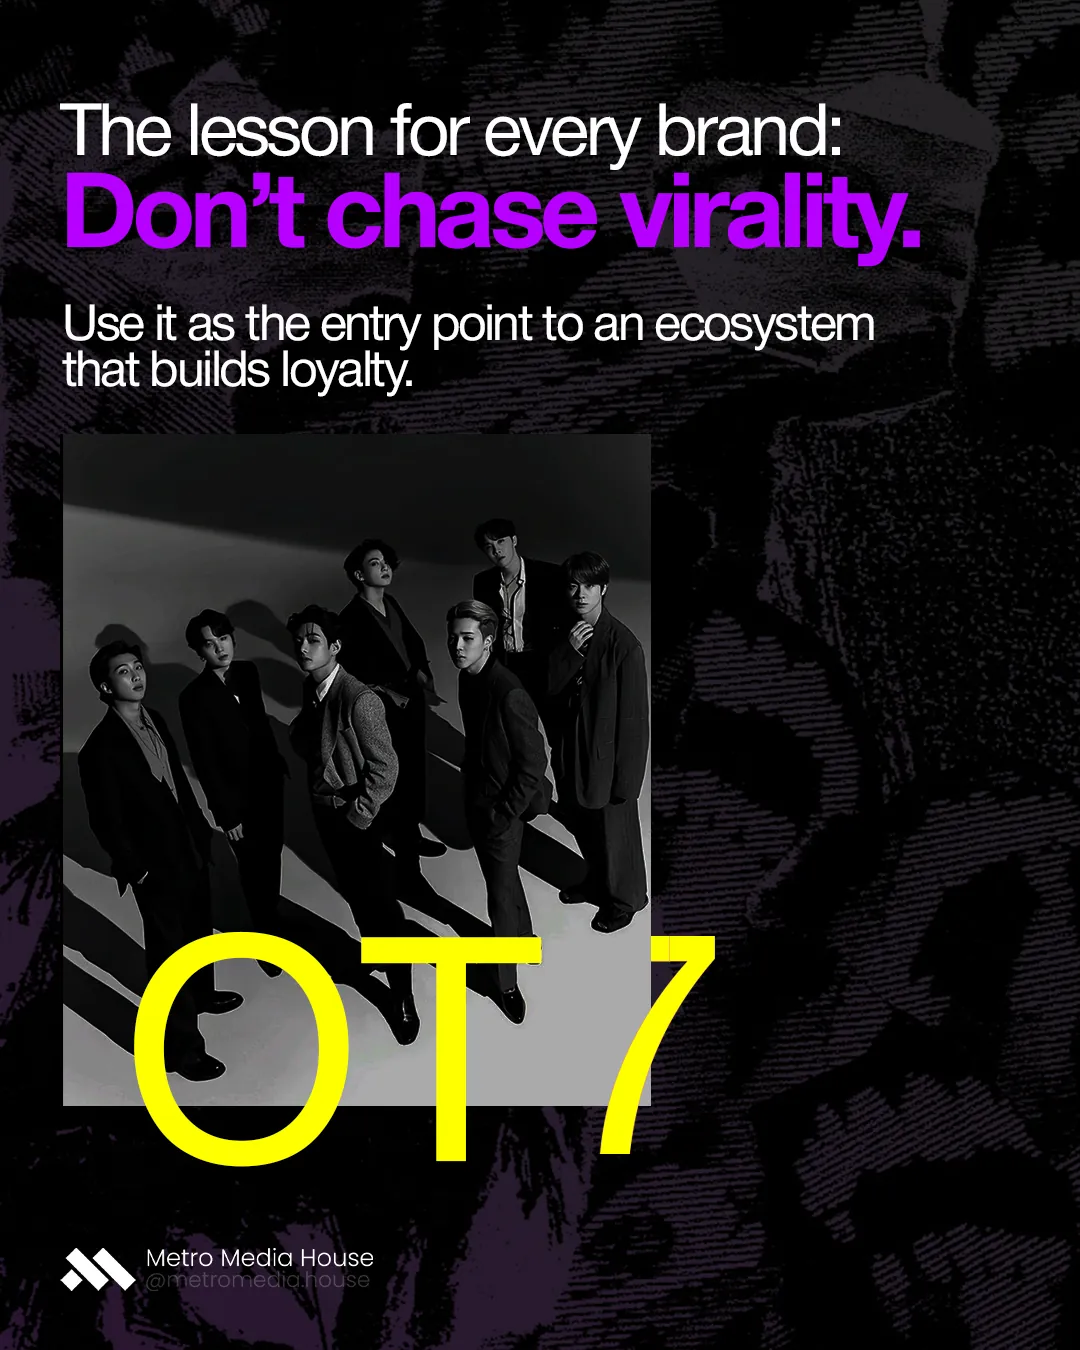 The lesson for every brand:
Don’t chase virality.
Use it as the entry point to an ecosystem
that builds loyalty.
OT7
Metro Media House
@metromedia.house